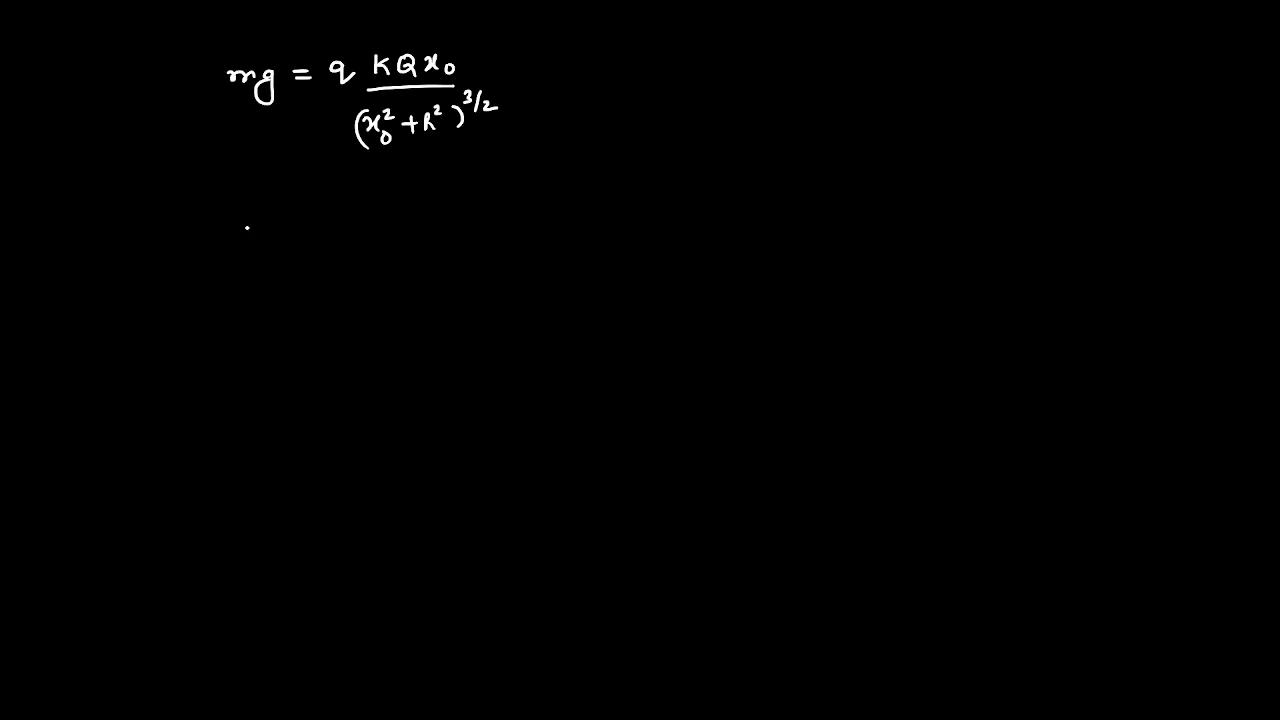 mg = q KQx₀ / (x₀² + R²)^3/2